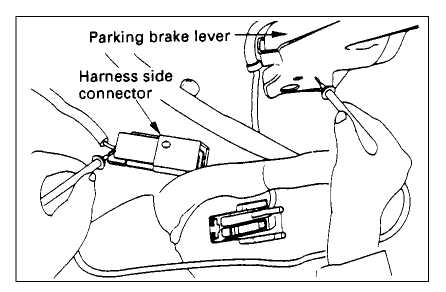 Parking brake lever
Harness side
connector